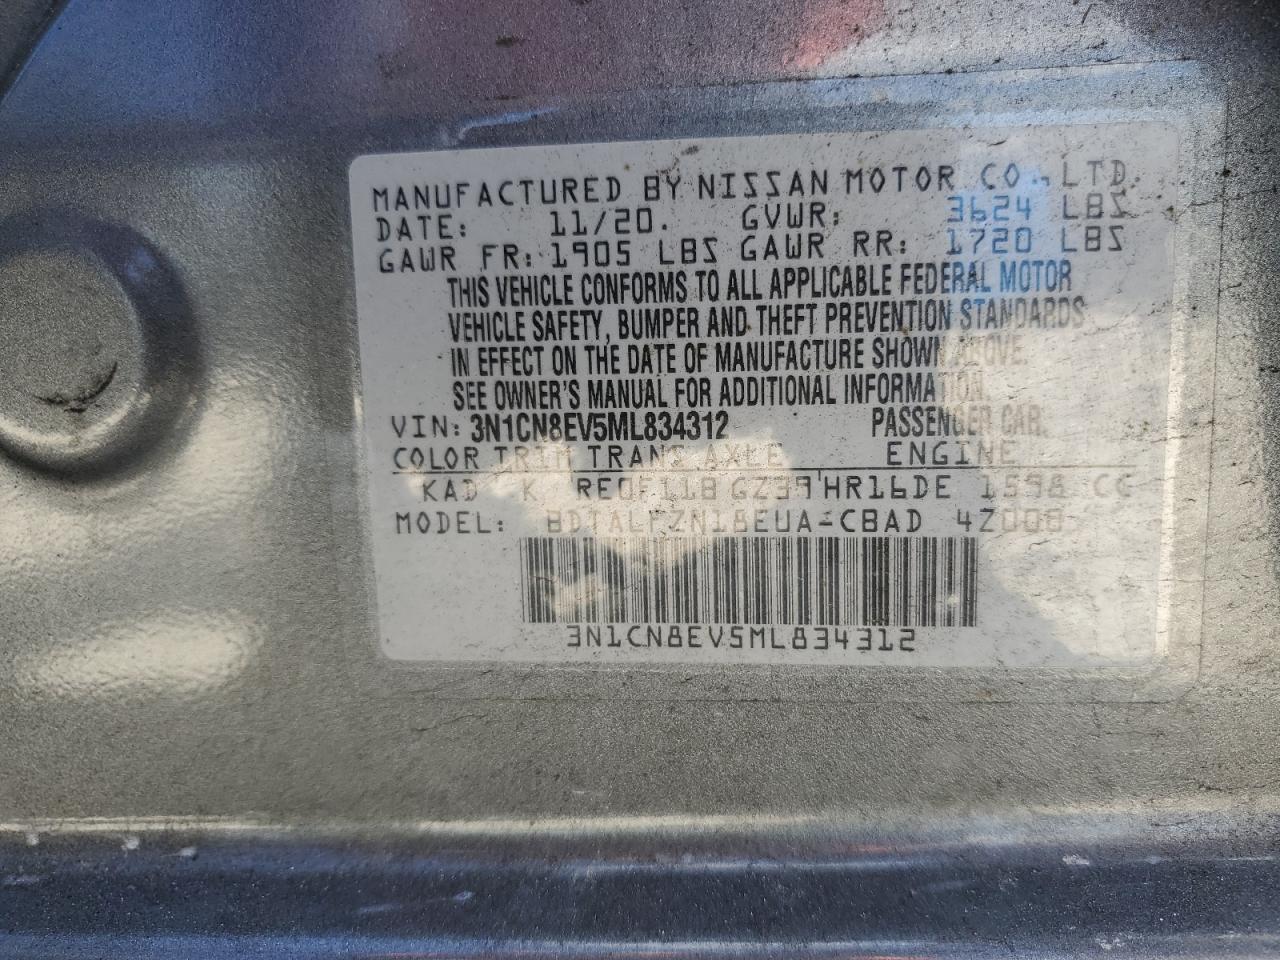 MANUFACTURED BY NISSAN MOTOR CO., LTD.
DATE: 11/20. GVWR: 3624 LBS
GAWR FR: 1905 LBS GAWR RR: 1720 LBS
THIS VEHICLE CONFORMS TO ALL APPLICABLE FEDERAL MOTOR
VEHICLE SAFETY, BUMPER AND THEFT PREVENTION STANDARDS
IN EFFECT ON THE DATE OF MANUFACTURE SHOWN ABOVE.
SEE OWNER'S MANUAL FOR ADDITIONAL INFORMATION.
VIN: 3N1CN8EV5ML834312 PASSENGER CAR
COLOR TRIM TRANS AXLE ENGINE
KAD K RE0F11B GZ39 HR16DE 1598 CC
MODEL: BDTALFZN18EUA-CBAD 4Z008
3N1CN8EV5ML834312